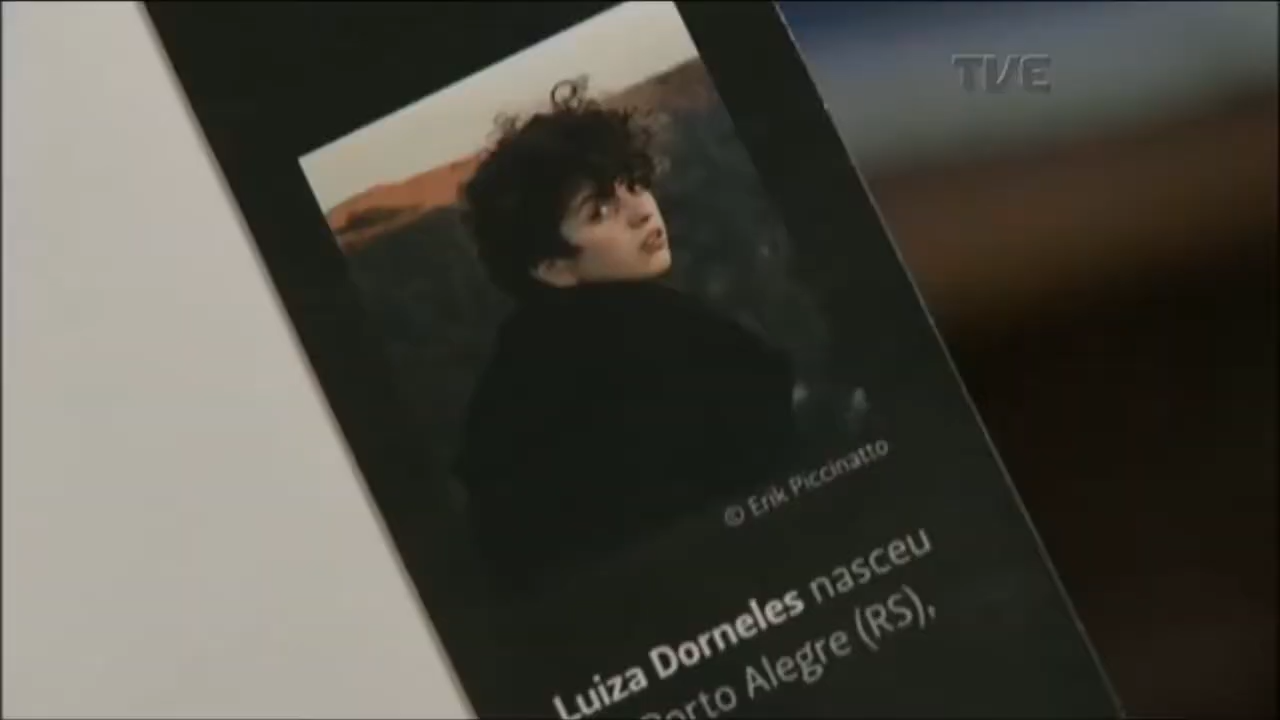 TVE
© Erik Piccinatto
Luiza Dorneles nasceu
Porto Alegre (RS),